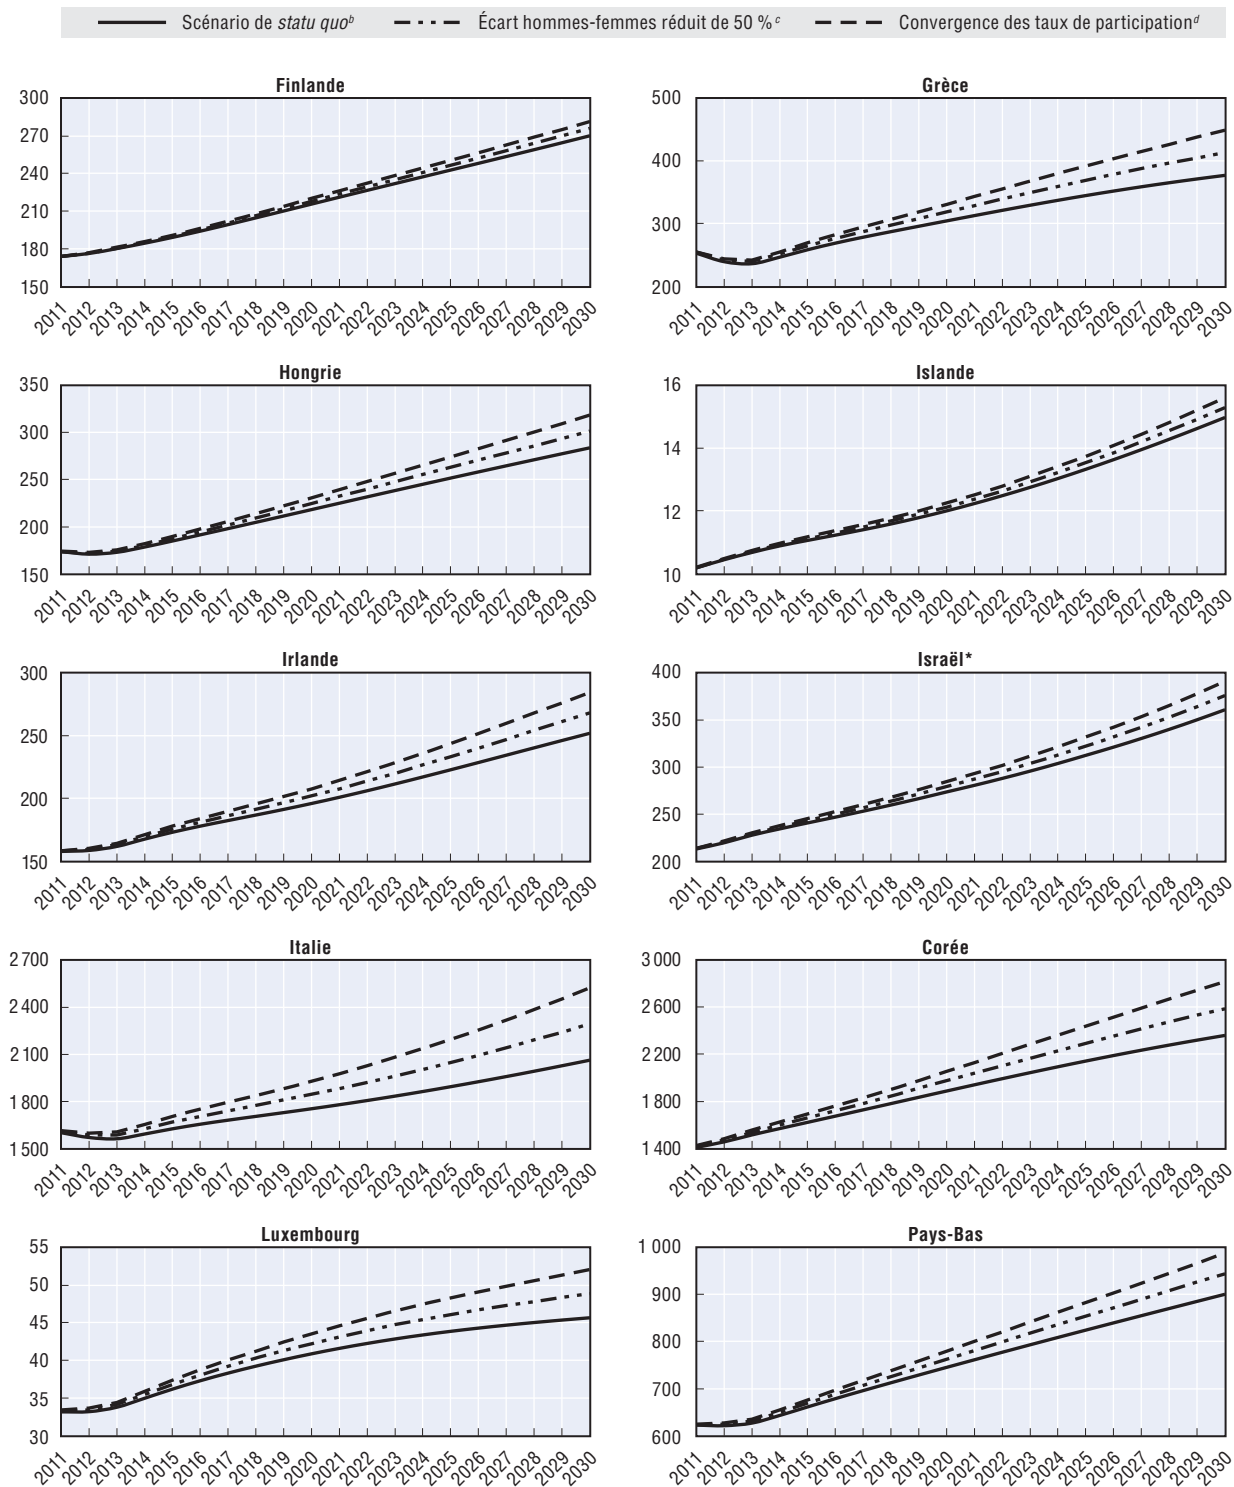 Scénario de statu quo^b Écart hommes-femmes réduit de 50 %^c Convergence des taux de participation^d
Finlande
300
270
240
210
180
150
2011 2012 2013 2014 2015 2016 2017 2018 2019 2020 2021 2022 2023 2024 2025 2026 2027 2028 2029 2030
Grèce
500
400
300
200
2011 2012 2013 2014 2015 2016 2017 2018 2019 2020 2021 2022 2023 2024 2025 2026 2027 2028 2029 2030
Hongrie
350
300
250
200
150
2011 2012 2013 2014 2015 2016 2017 2018 2019 2020 2021 2022 2023 2024 2025 2026 2027 2028 2029 2030
Islande
16
14
12
10
2011 2012 2013 2014 2015 2016 2017 2018 2019 2020 2021 2022 2023 2024 2025 2026 2027 2028 2029 2030
Irlande
300
250
200
150
2011 2012 2013 2014 2015 2016 2017 2018 2019 2020 2021 2022 2023 2024 2025 2026 2027 2028 2029 2030
Israël*
400
350
300
250
200
2011 2012 2013 2014 2015 2016 2017 2018 2019 2020 2021 2022 2023 2024 2025 2026 2027 2028 2029 2030
Italie
2 700
2 400
2 100
1 800
1 500
2011 2012 2013 2014 2015 2016 2017 2018 2019 2020 2021 2022 2023 2024 2025 2026 2027 2028 2029 2030
Corée
3 000
2 600
2 200
1 800
1 400
2011 2012 2013 2014 2015 2016 2017 2018 2019 2020 2021 2022 2023 2024 2025 2026 2027 2028 2029 2030
Luxembourg
55
50
45
40
35
30
2011 2012 2013 2014 2015 2016 2017 2018 2019 2020 2021 2022 2023 2024 2025 2026 2027 2028 2029 2030
Pays-Bas
1 000
900
800
700
600
2011 2012 2013 2014 2015 2016 2017 2018 2019 2020 2021 2022 2023 2024 2025 2026 2027 2028 2029 2030